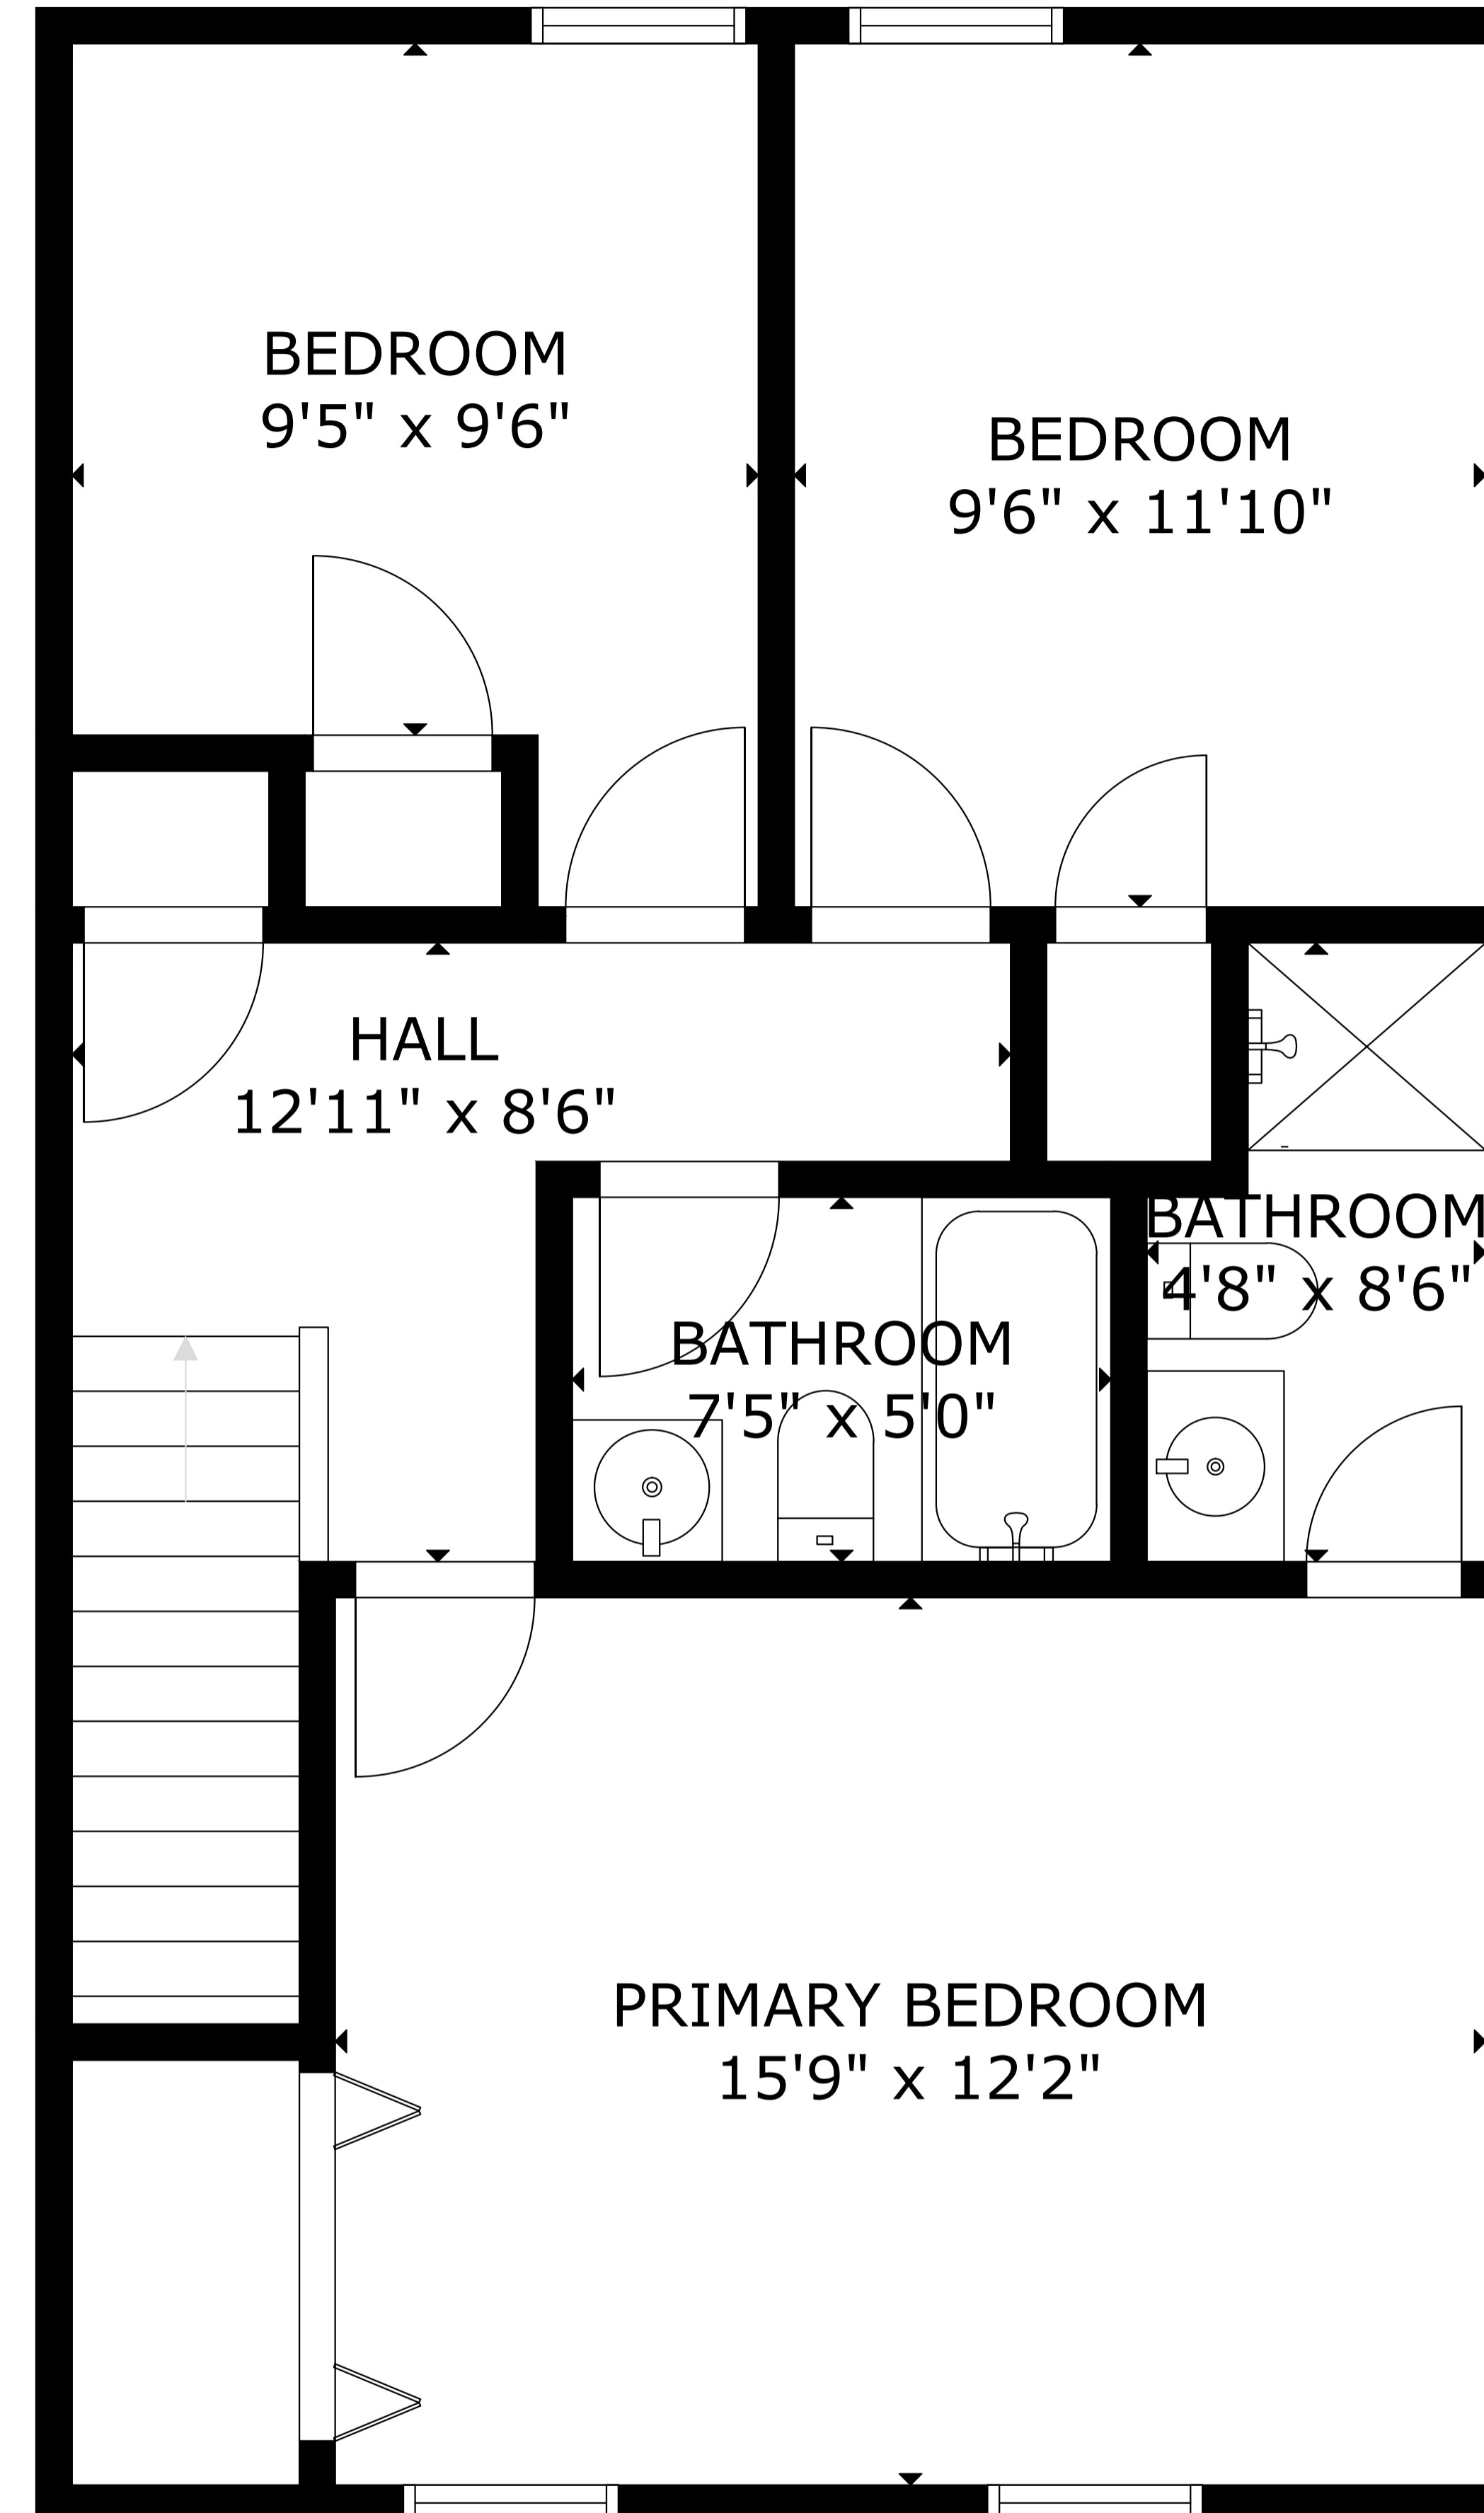 BEDROOM
9'5" x 9'6"
BEDROOM
9'6" x 11'10"
HALL
12'11" x 8'6"
BATHROOM
4'8" x 8'6"
BATHROOM
7'5" x 5'0"
PRIMARY BEDROOM
15'9" x 12'2"